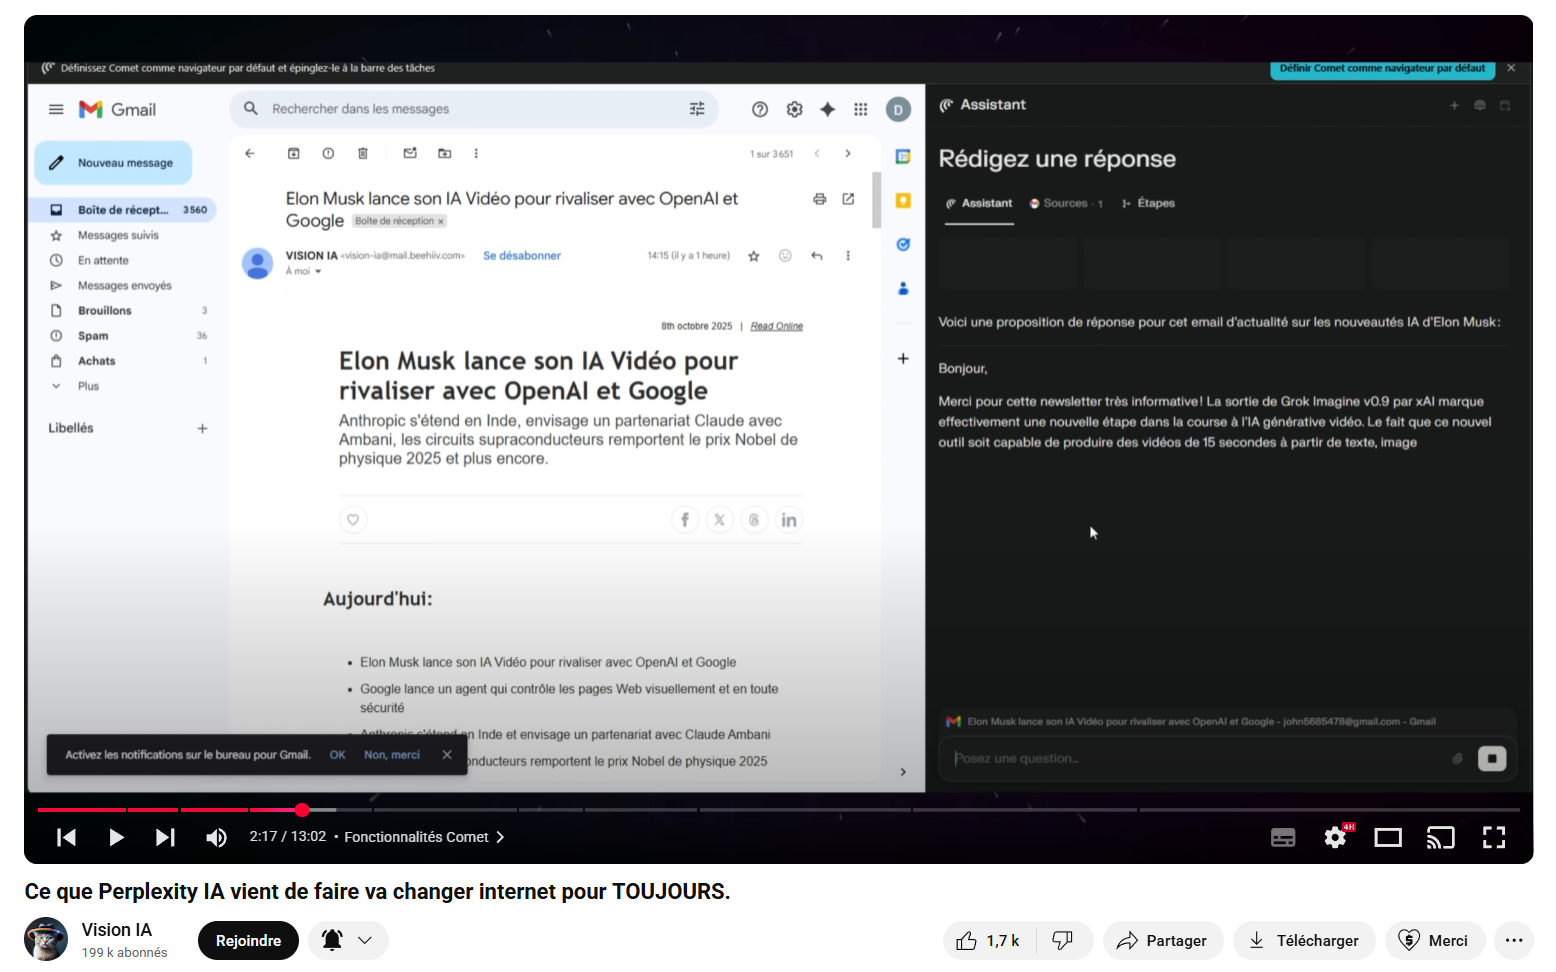 Définissez Comet comme navigateur par défaut et épinglez-le à la barre des tâches
Définir Comet comme navigateur par défaut
Gmail
Rechercher dans les messages
D
Nouveau message
Boîte de récept... 3 560
Messages suivis
En attente
Messages envoyés
Brouillons 3
Spam 36
Achats 1
Plus
Libellés
1 sur 3 651
Elon Musk lance son IA Vidéo pour rivaliser avec OpenAI et
Google Boîte de réception ×
VISION IA <vision-ia@mail.beehiiv.com> Se désabonner 14:15 (il y a 1 heure)
À moi
8th octobre 2025 | Read Online
Elon Musk lance son IA Vidéo pour
rivaliser avec OpenAI et Google
Anthropic s'étend en Inde, envisage un partenariat Claude avec
Ambani, les circuits supraconducteurs remportent le prix Nobel de
physique 2025 et plus encore.
Aujourd'hui:
• Elon Musk lance son IA Vidéo pour rivaliser avec OpenAI et Google
• Google lance un agent qui contrôle les pages Web visuellement et en toute
sécurité
Anthropic s'étend en Inde et envisage un partenariat avec Claude Ambani
onducteurs remportent le prix Nobel de physique 2025
Activez les notifications sur le bureau pour Gmail. OK Non, merci
31
Assistant
Rédigez une réponse
Assistant Sources · 1 Étapes
Voici une proposition de réponse pour cet email d'actualité sur les nouveautés IA d'Elon Musk :
Bonjour,
Merci pour cette newsletter très informative ! La sortie de Grok Imagine v0.9 par xAI marque
effectivement une nouvelle étape dans la course à l'IA générative vidéo. Le fait que ce nouvel
outil soit capable de produire des vidéos de 15 secondes à partir de texte, image
Elon Musk lance son IA Vidéo pour rivaliser avec OpenAI et Google - john5685478@gmail.com - Gmail
Posez une question...
2:17 / 13:02 • Fonctionnalités Comet
4K
Ce que Perplexity IA vient de faire va changer internet pour TOUJOURS.
Vision IA
199 k abonnés
Rejoindre
1,7 k
Partager
Télécharger
Merci